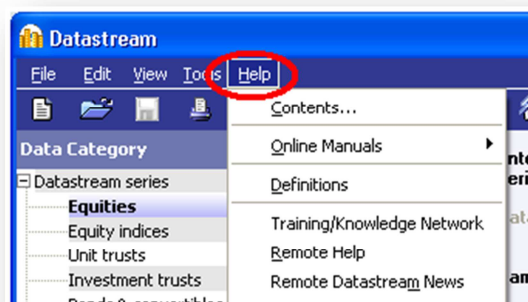 Datastream
File Edit View Tools Help
Contents...
Data Category
Online Manuals
Datastream series
Definitions
Equities
Equity indices
Training/Knowledge Network
Unit trusts
Remote Help
Investment trusts
Remote Datastream News